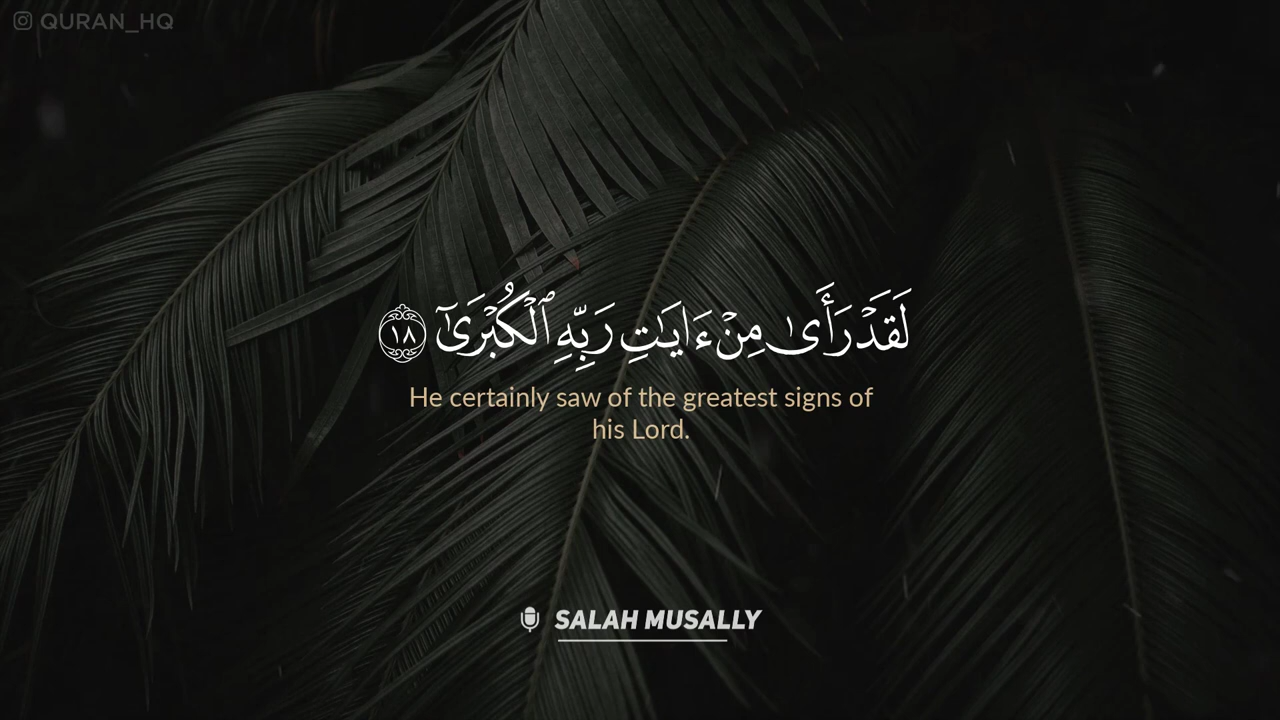 QURAN_HQ
لَقَدْ رَأَىٰ مِنْ ءَايَٰتِ رَبِّهِ ٱلْكُبْرَىٰٓ ١٨
He certainly saw of the greatest signs of
his Lord.
SALAH MUSALLY